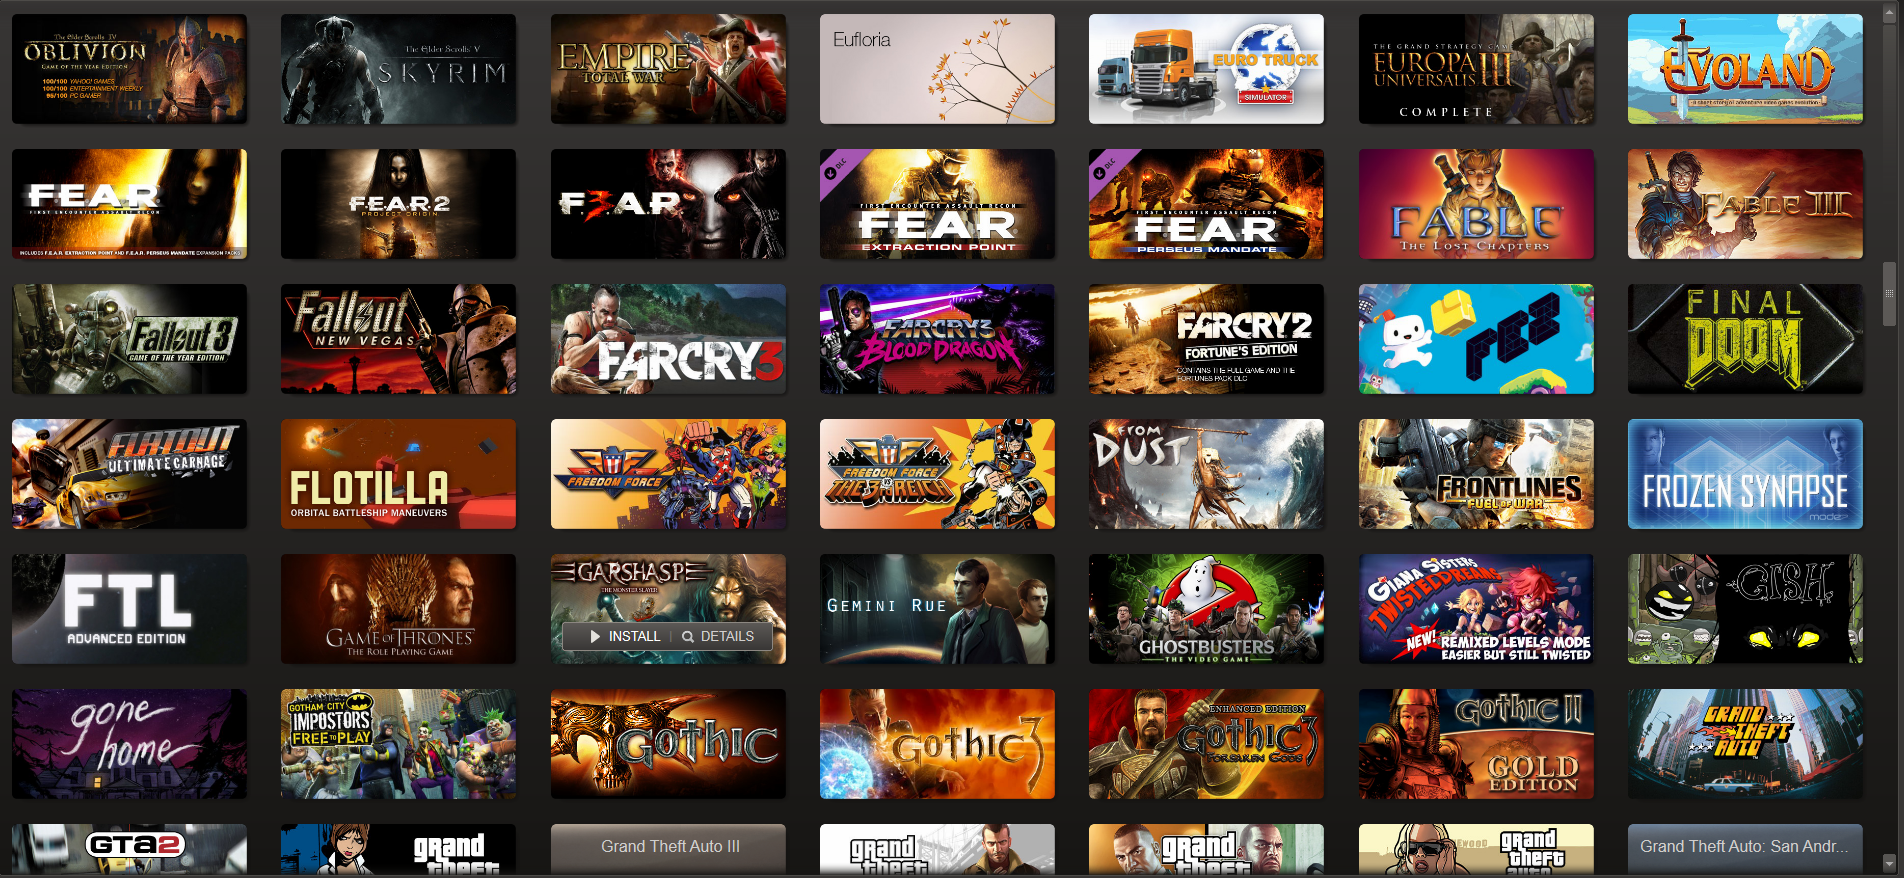 The Elder Scrolls IV
OBLIVION
GAME OF THE YEAR EDITION
100/100 YAHOO! GAMES
100/100 ENTERTAINMENT WEEKLY
95/100 PC GAMER
The Elder Scrolls V
SKYRIM
EMPIRE
TOTAL WAR
Eufloria
EURO TRUCK
SIMULATOR
THE GRAND STRATEGY GAME
EUROPA III
UNIVERSALIS
COMPLETE
EVOLAND
A short story of adventure video games evolution
F.E.A.R
FIRST ENCOUNTER ASSAULT RECON
INCLUDES F.E.A.R. EXTRACTION POINT AND F.E.A.R. PERSEUS MANDATE EXPANSION PACKS
F.E.A.R.2
PROJECT ORIGIN
F.3.A.R
DLC
FIRST ENCOUNTER ASSAULT RECON
F.E.A.R
EXTRACTION POINT
DLC
FIRST ENCOUNTER ASSAULT RECON
F.E.A.R
PERSEUS MANDATE
FABLE
The Lost Chapters
FABLE III
Fallout 3
GAME OF THE YEAR EDITION
Fallout
NEW VEGAS
FARCRY 3
FARCRY 3
BLOOD DRAGON
FARCRY 2
FORTUNE'S EDITION
CONTAINS THE FULL GAME AND THE
FORTUNES PACK DLC
FEZ
FINAL
DOOM
FLATOUT
ULTIMATE CARNAGE
FLOTILLA
ORBITAL BATTLESHIP MANEUVERS
FF
FREEDOM FORCE
FF
FREEDOM FORCE
VS
THE 3RD REICH
FROM
DUST
FRONTLINES
FUEL OF WAR
FROZEN SYNAPSE
mode7
FTL
ADVANCED EDITION
GAME OF THRONES
THE ROLE PLAYING GAME
GARSHASP
THE MONSTER SLAYER
INSTALL | DETAILS
GEMINI RUE
GHOSTBUSTERS
THE VIDEO GAME
GIANA SISTERS
TWISTED DREAMS
NEW!
REMIXED LEVELS MODE
EASIER BUT STILL TWISTED
GISH
gone
home
GOTHAM CITY
IMPOSTORS
FREE TO PLAY
GOTHIC
GOTHIC 3
ENHANCED EDITION
GOTHIC 3
FORSAKEN GODS
GOTHIC II
GOLD
EDITION
GRAND
THEFT
AUTO
GTA2
grand
theft
Grand Theft Auto III
grand
theft
grand
theft
grand
theft
Grand Theft Auto: San Andr...